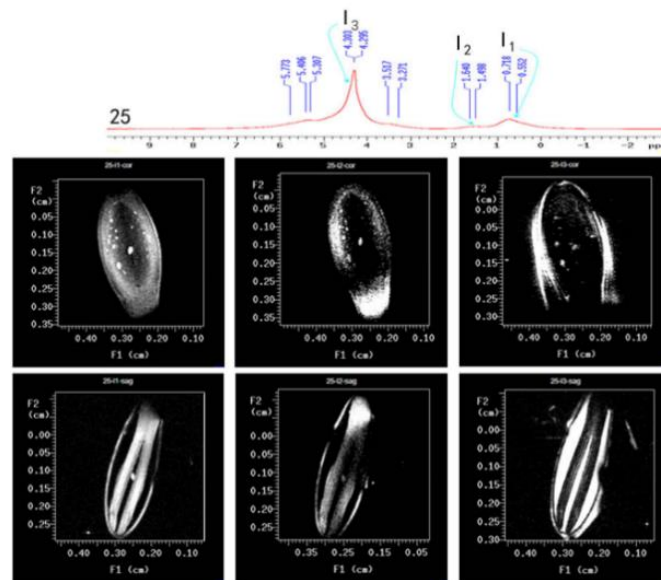 I3
I2
I1
4.303
4.295
5.773
5.406
5.307
3.517
3.271
1.640
1.498
0.718
0.552
25
9 8 7 6 5 4 3 2 1 0 -1 -2 pp
25-I1-cor
25-I2-cor
25-I3-cor
F2
(cm)
0.05
0.10
0.15
0.20
0.25
0.30
0.35
0.40 0.20 0.10
F1 (cm)
F2
(cm)
0.05
0.10
0.15
0.20
0.25
0.30
0.35
0.40 0.20 0.10
F1 (cm)
F2
(cm)
0.00
0.05
0.10
0.15
0.20
0.25
0.30
0.40 0.20 0.10
F1 (cm)
25-I1-sag
25-I2-sag
25-I3-sag
F2
(cm)
0.00
0.05
0.10
0.15
0.20
0.25
0.40 0.30 0.20 0.10
F1 (cm)
F2
(cm)
0.00
0.05
0.10
0.15
0.20
0.25
0.35 0.25 0.15 0.05
F1 (cm)
F2
(cm)
0.00
0.05
0.10
0.15
0.20
0.25
0.30
0.40 0.30 0.20 0.10
F1 (cm)